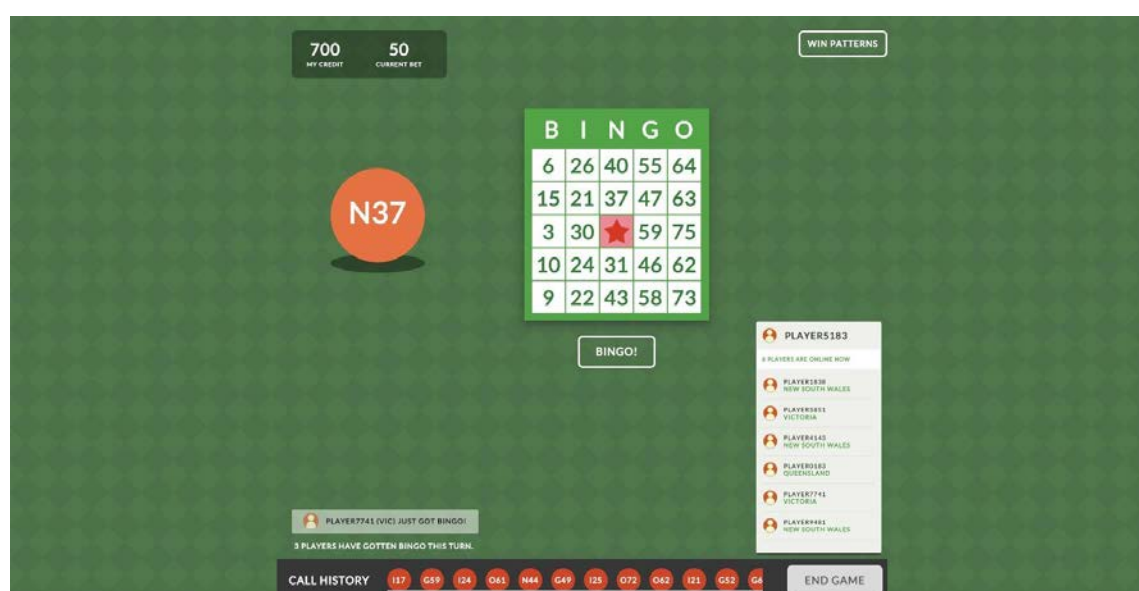 700 50
MY CREDIT CURRENT BET
WIN PATTERNS
B I N G O
6 26 40 55 64
15 21 37 47 63
3 30 59 75
10 24 31 46 62
9 22 43 58 73
N37
BINGO!
PLAYER5183
6 PLAYERS ARE ONLINE NOW
PLAYER1838
NEW SOUTH WALES
VICTORIA
PLAYER4143
NEW SOUTH WALES
QUEENSLAND
PLAYER7741
VICTORIA
NEW SOUTH WALES
PLAYER7741 (VIC) JUST GOT BINGO!
3 PLAYERS HAVE GOTTEN BINGO THIS TURN.
CALL HISTORY I17 G59 I24 O61 N44 G49 I25 O72 O62 I21 G52 END GAME